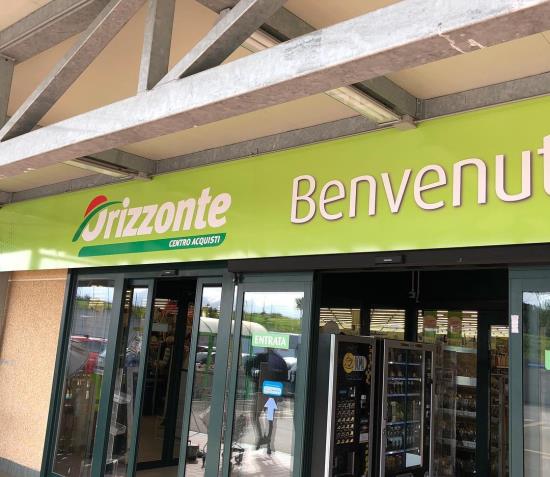 Orizzonte
CENTRO ACQUISTI
Benvenut
ENTRATA